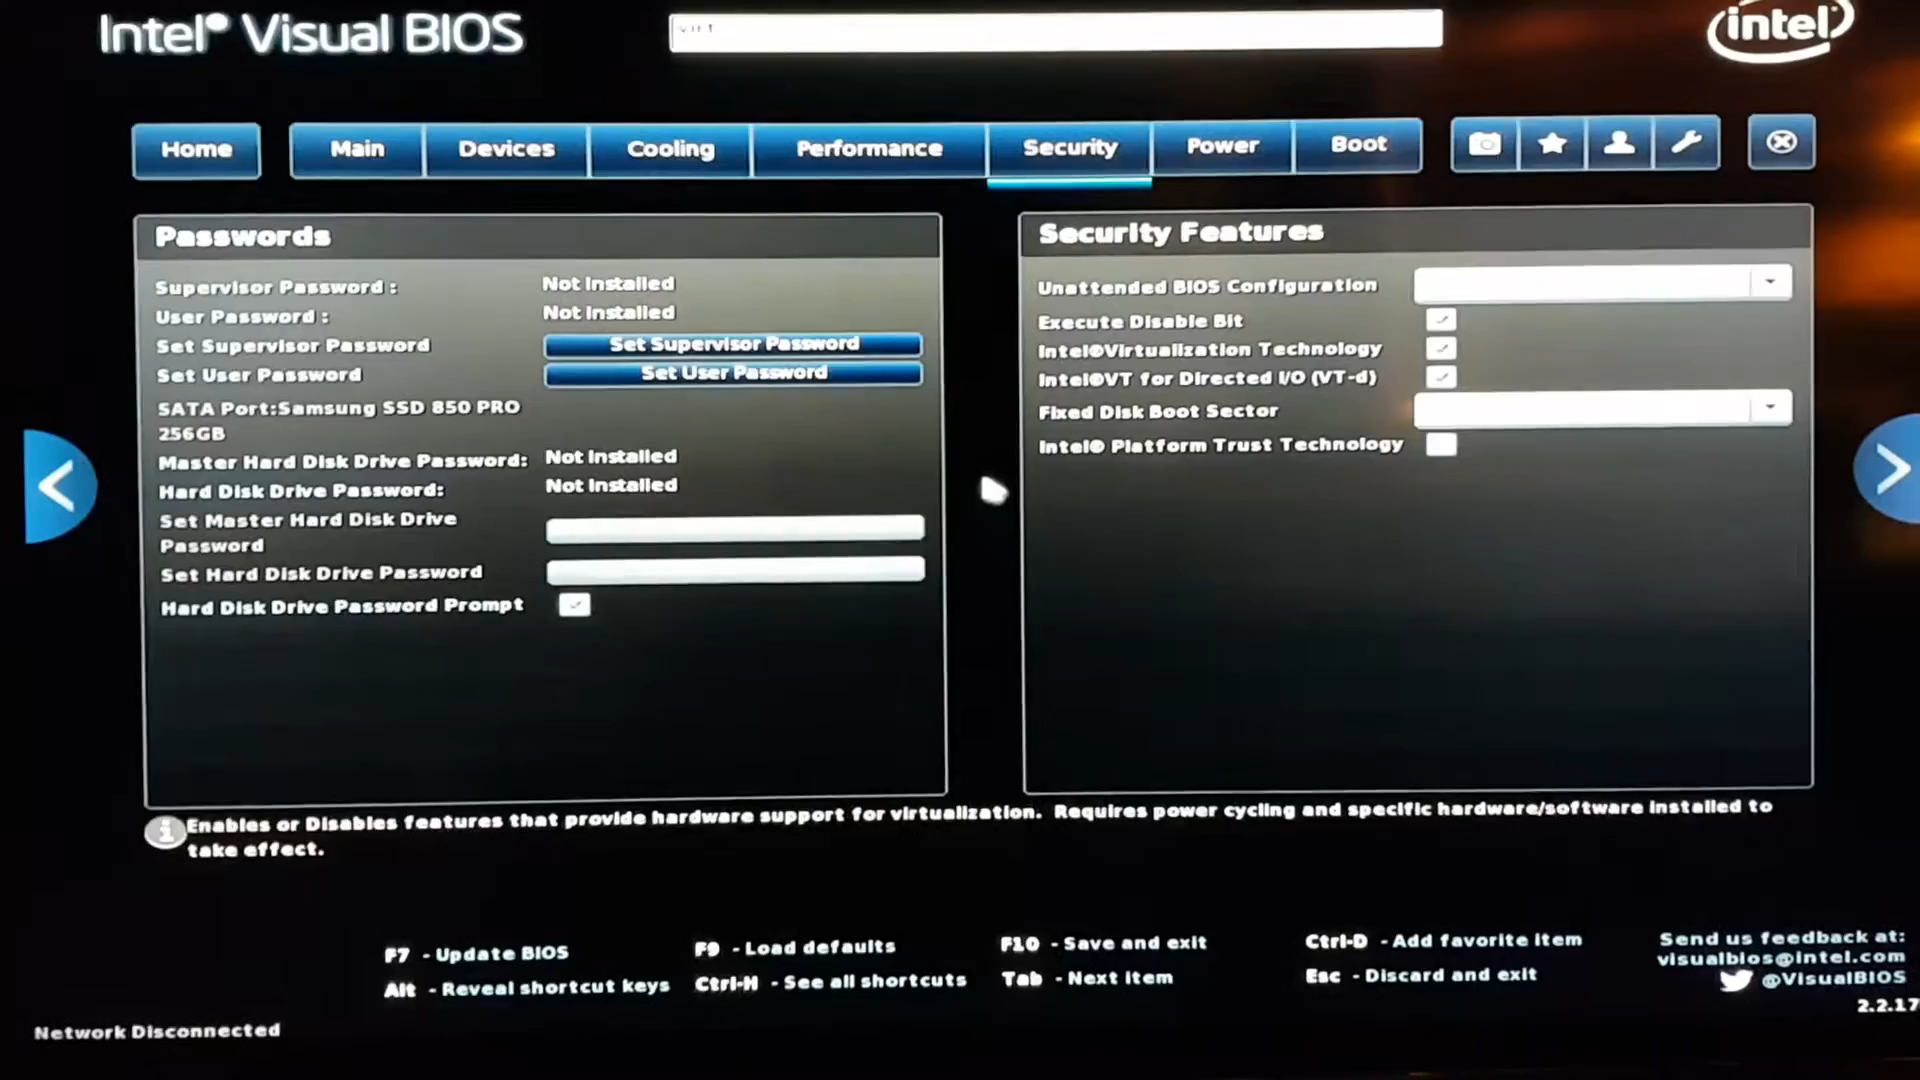 Intel® Visual BIOS
virt
intel
Home
Main
Devices
Cooling
Performance
Security
Power
Boot
Passwords
Supervisor Password :
Not Installed
User Password :
Not Installed
Set Supervisor Password
Set Supervisor Password
Set User Password
Set User Password
SATA Port:Samsung SSD 850 PRO
256GB
Master Hard Disk Drive Password:
Not Installed
Hard Disk Drive Password:
Not Installed
Set Master Hard Disk Drive
Password
Set Hard Disk Drive Password
Hard Disk Drive Password Prompt
Security Features
Unattended BIOS Configuration
Execute Disable Bit
Intel®Virtualization Technology
Intel®VT for Directed I/O (VT-d)
Fixed Disk Boot Sector
Intel® Platform Trust Technology
Enables or Disables features that provide hardware support for virtualization. Requires power cycling and specific hardware/software installed to
take effect.
F7 - Update BIOS
F9 - Load defaults
F10 - Save and exit
Ctrl-D - Add favorite item
Alt - Reveal shortcut keys
Ctrl-H - See all shortcuts
Tab - Next item
Esc - Discard and exit
Send us feedback at:
visualbios@intel.com
@VisualBIOS
2.2.17
Network Disconnected